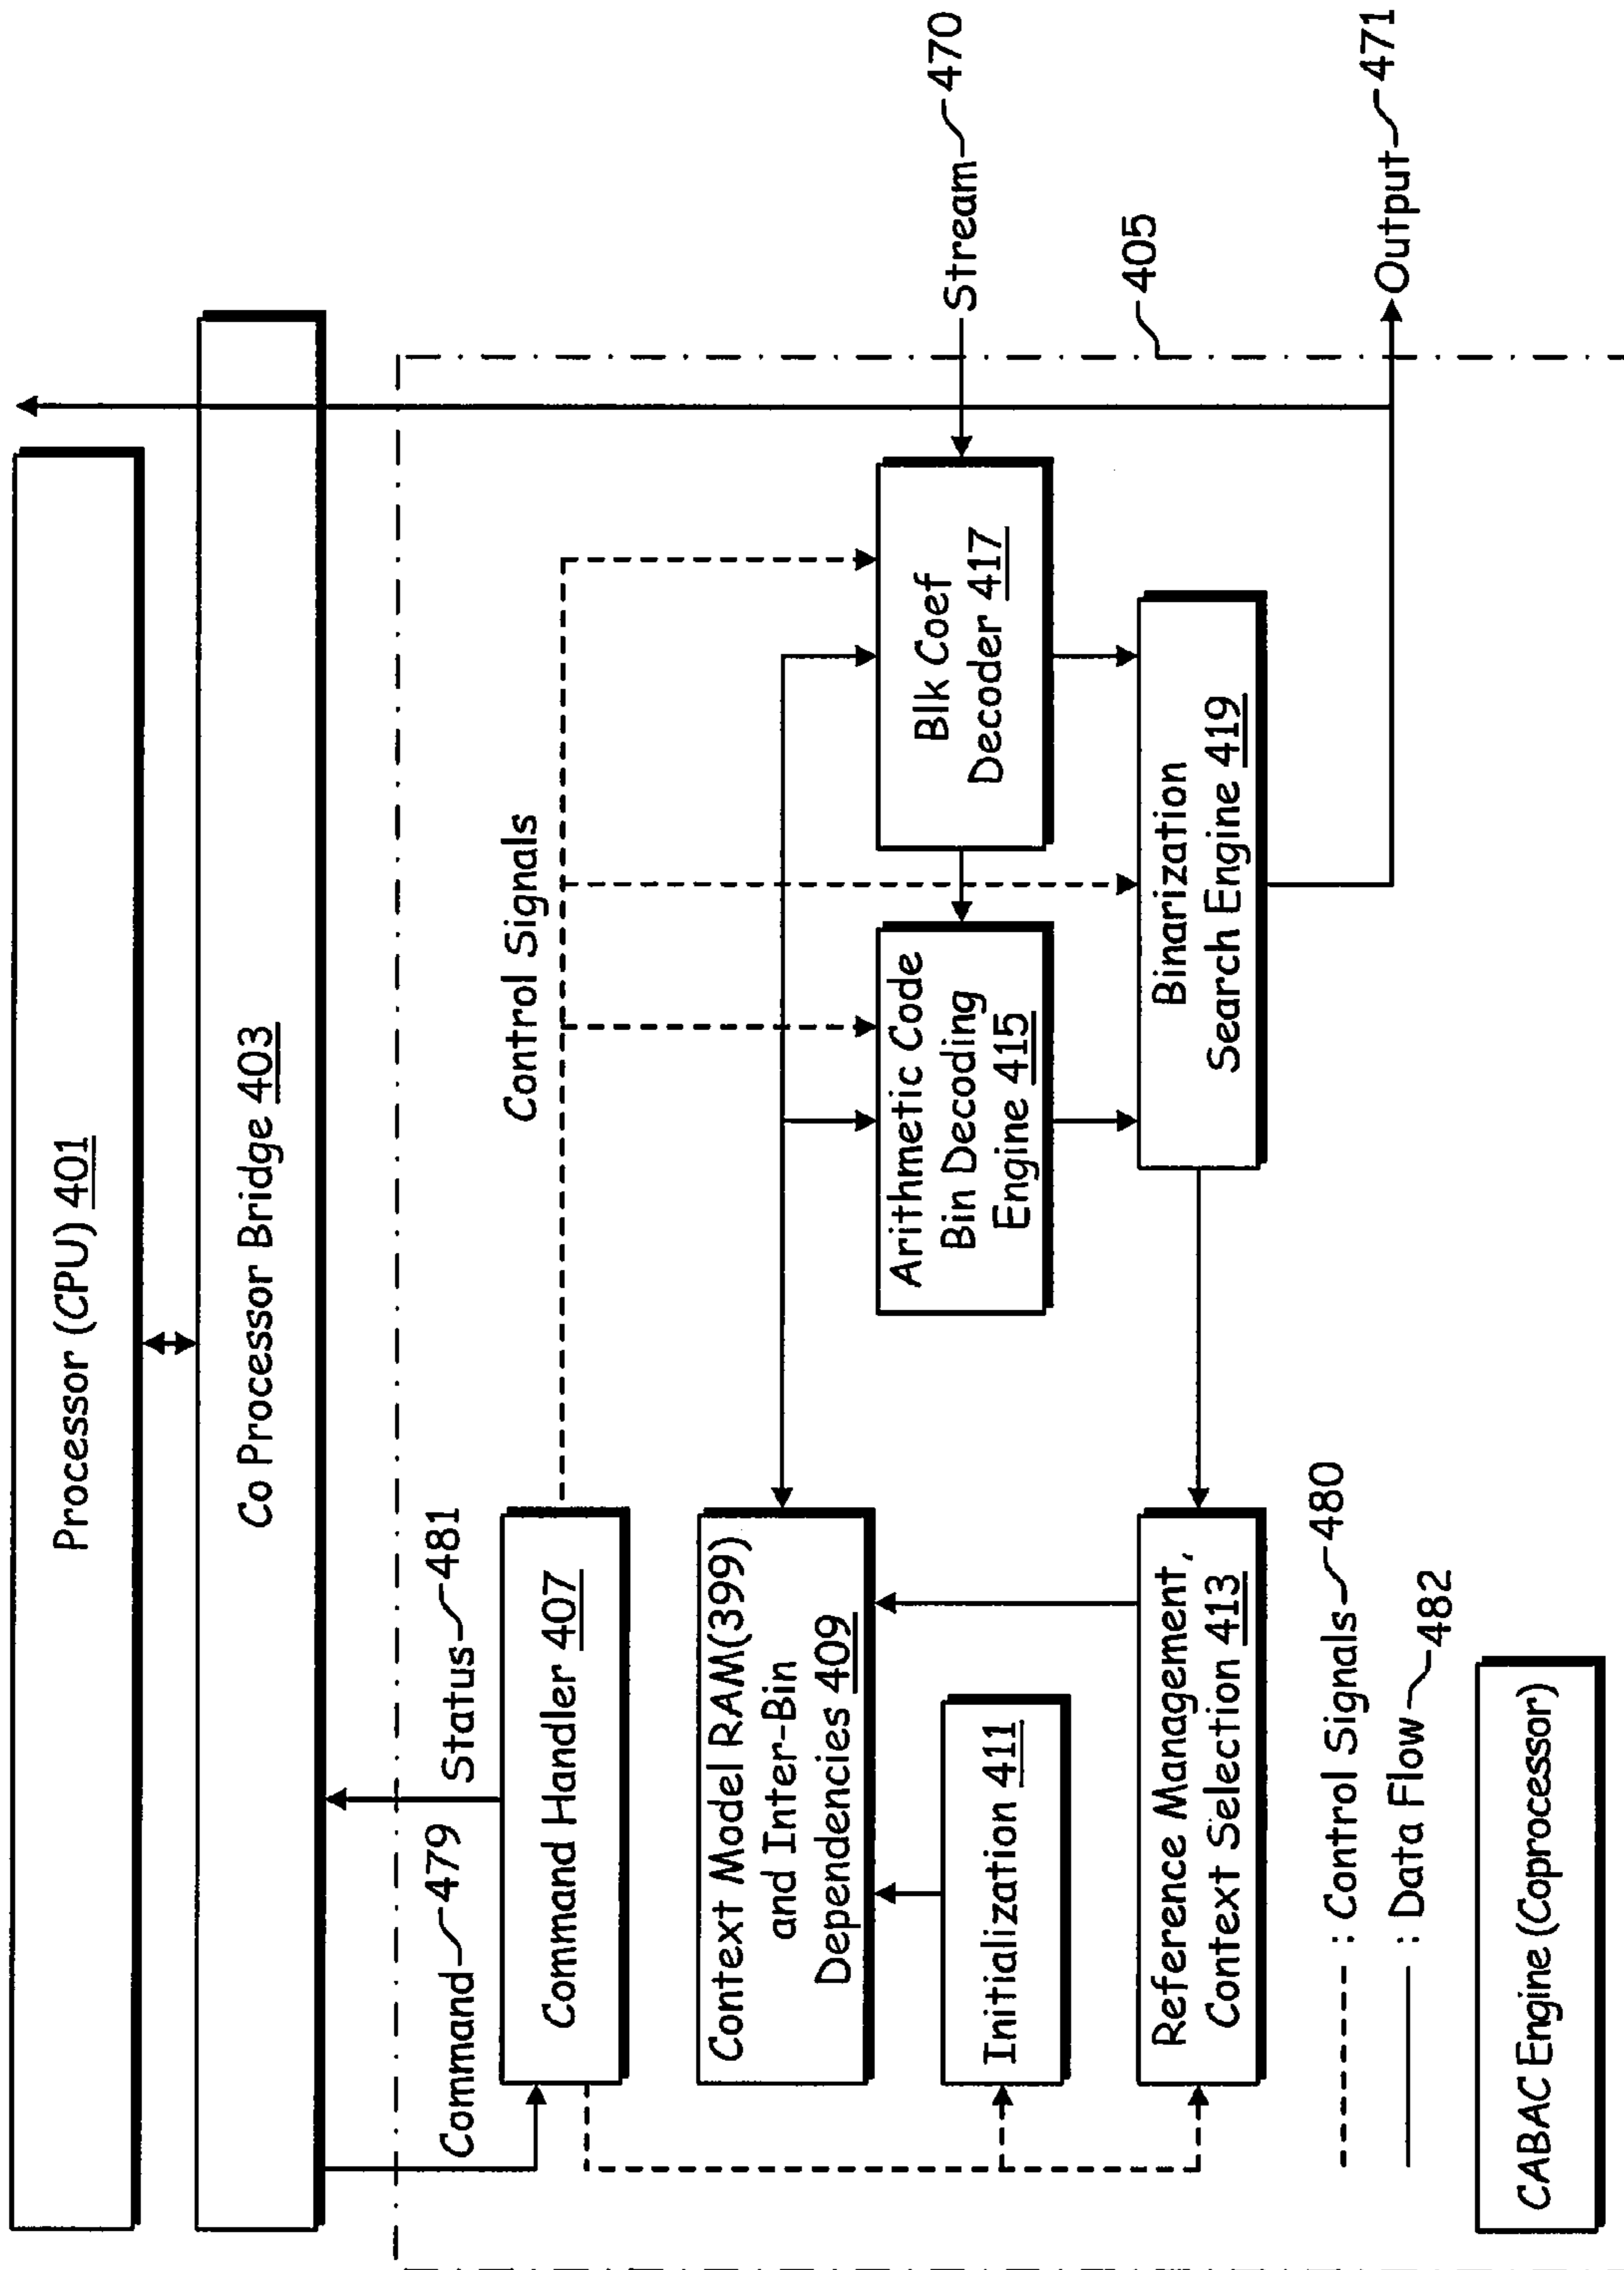 Processor (CPU) 401
Co Processor Bridge 403
Command 479
Status 481
Command Handler 407
Control Signals
Context Model RAM(399)
and Inter-Bin
Dependencies 409
Initialization 411
Reference Management,
Context Selection 413
Arithmetic Code
Bin Decoding
Engine 415
Blk Coef
Decoder 417
Binarization
Search Engine 419
Stream 470
405
Output 471
: Control Signals 480
: Data Flow 482
CABAC Engine (Coprocessor)